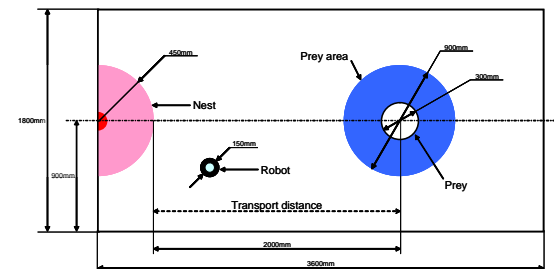 900mm
450mm
Prey area
300mm
Nest
1800mm
150mm
Robot
900mm
Prey
Transport distance
2000mm
3600mm